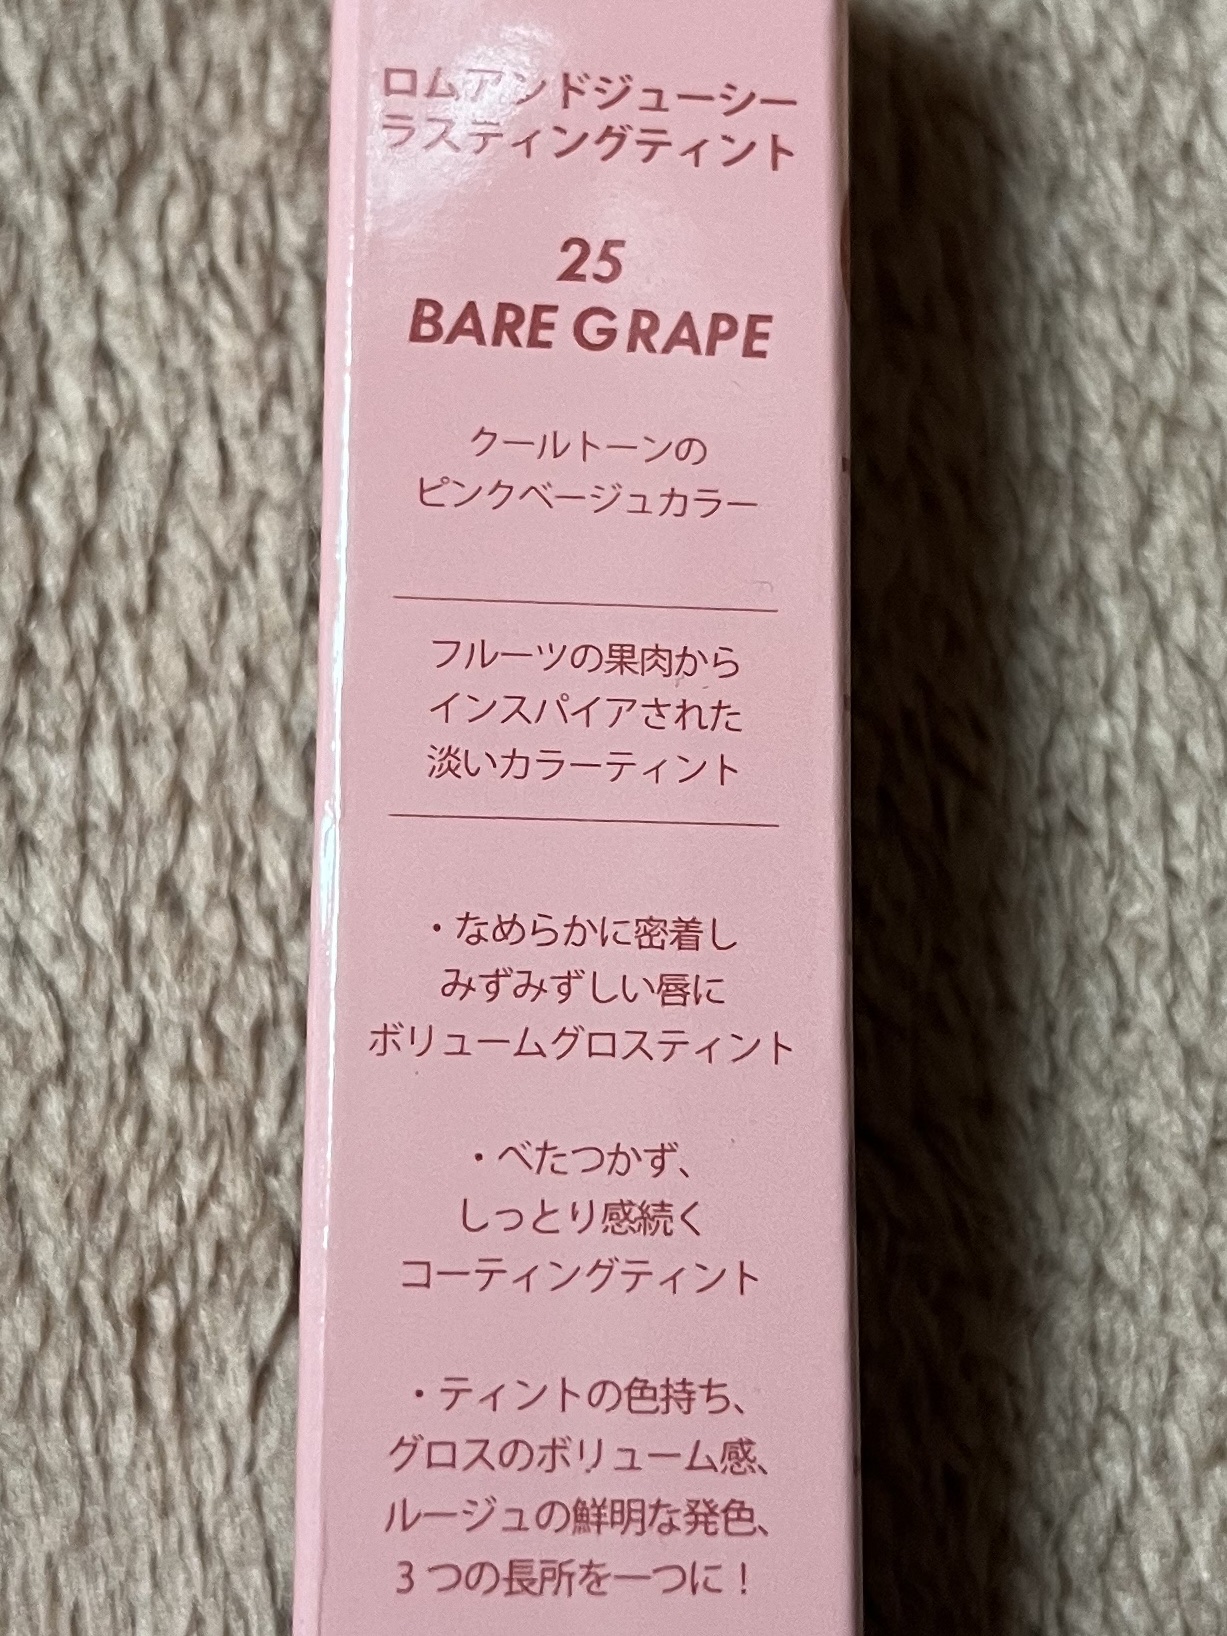 ロムアンドジューシー
ラスティングティント
25
BARE GRAPE
クールトーンの
ピンクベージュカラー
フルーツの果肉から
インスパイアされた
淡いカラーティント
・なめらかに密着し
みずみずしい唇に
ボリュームグロスティント
・べたつかず、
しっとり感続く
コーティングティント
・ティントの色持ち、
グロスのボリューム感、
ルージュの鮮明な発色、
3つの長所を一つに！